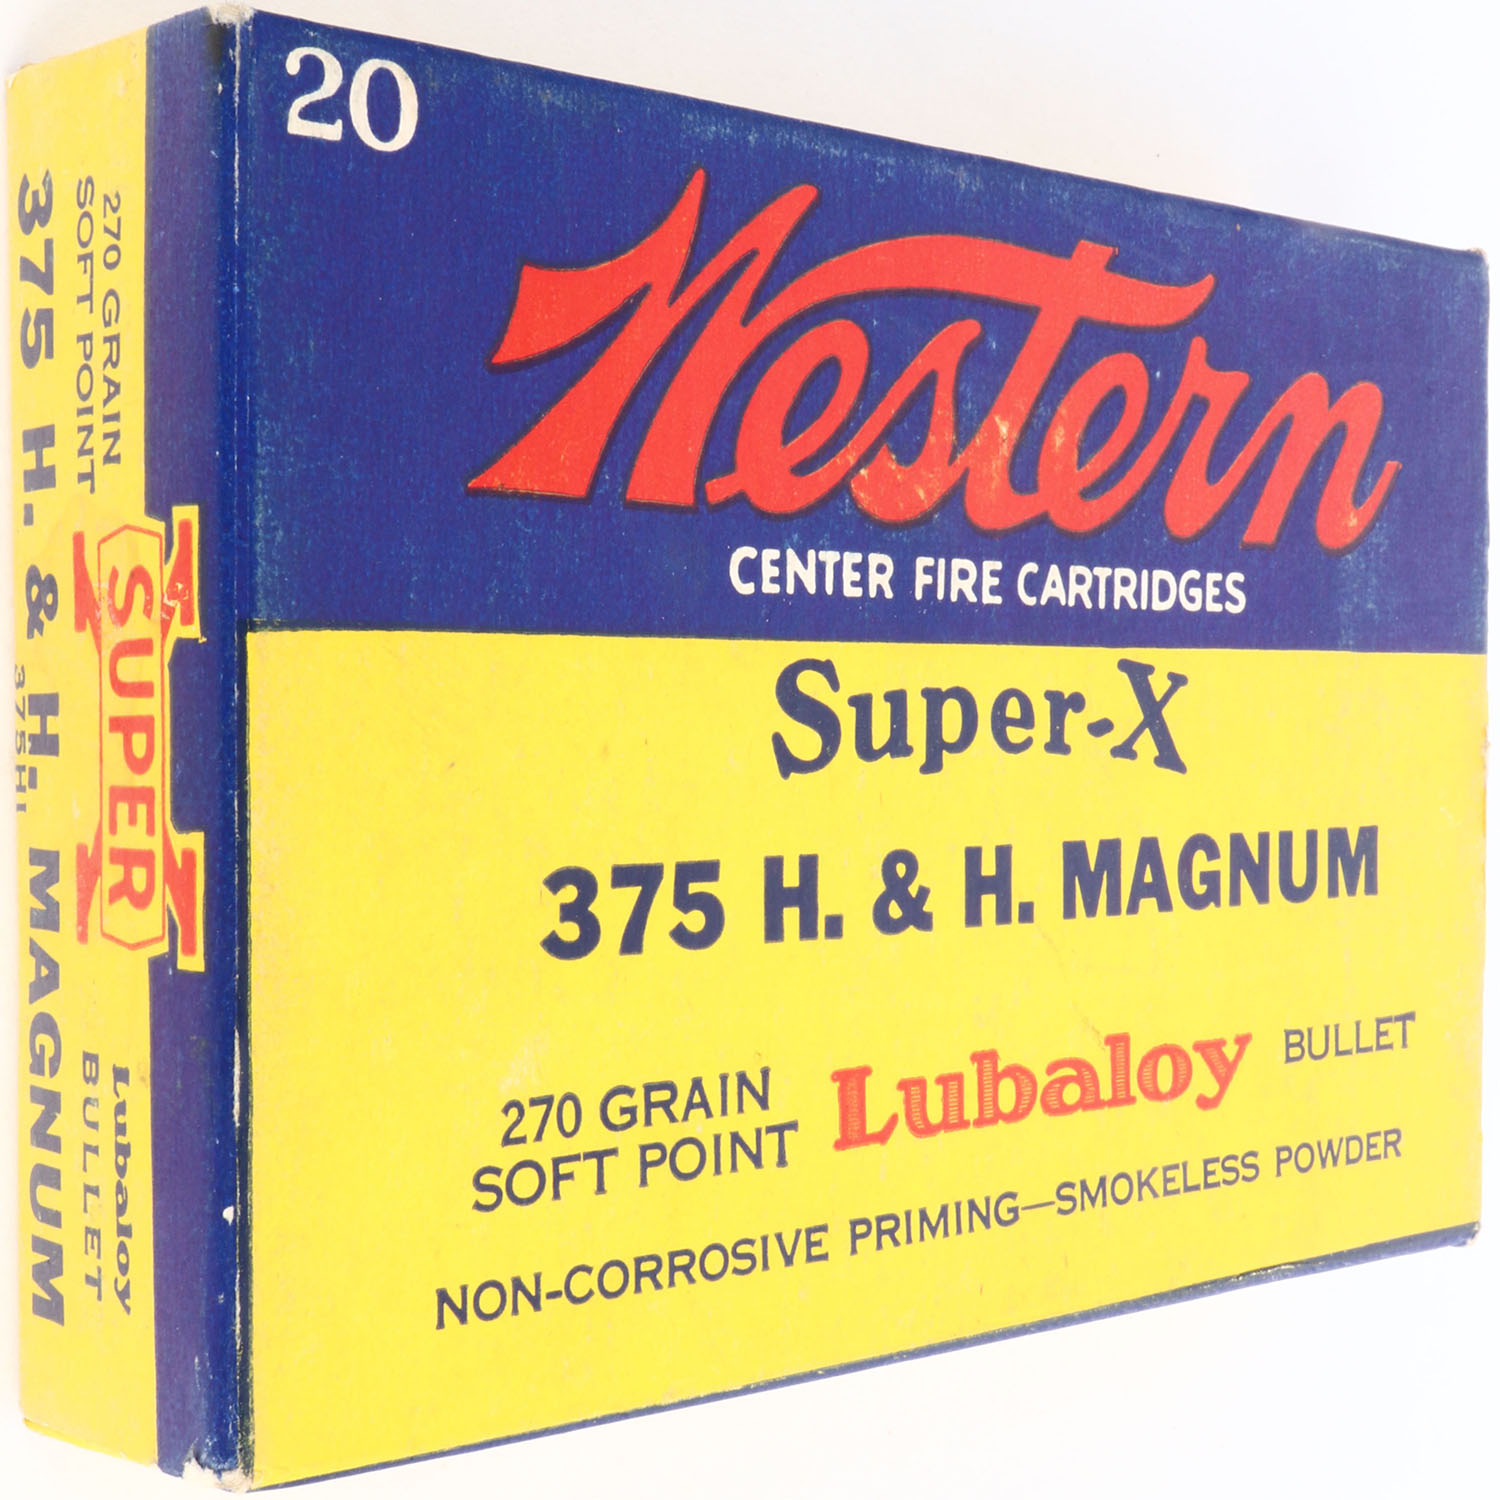 20
Western
CENTER FIRE CARTRIDGES
Super-X
375 H. & H. MAGNUM
270 GRAIN
SOFT POINT
Lubaloy BULLET
NON-CORROSIVE PRIMING—SMOKELESS POWDER
270 GRAIN
SOFT POINT
SUPER X
Lubaloy
BULLET
375 H. & H. MAGNUM
375H1